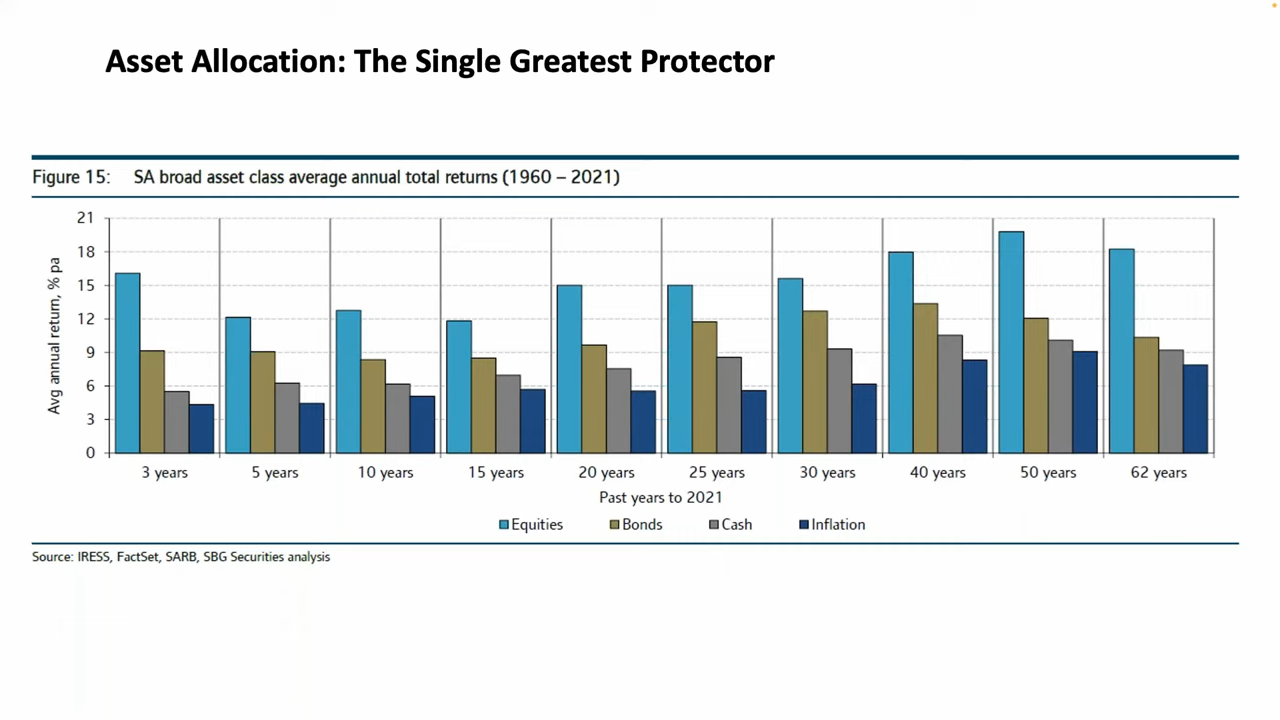 Asset Allocation: The Single Greatest Protector
Figure 15: SA broad asset class average annual total returns (1960 – 2021)
Avg annual return, % pa
21
18
15
12
9
6
3
0
3 years 5 years 10 years 15 years 20 years 25 years 30 years 40 years 50 years 62 years
Past years to 2021
Equities Bonds Cash Inflation
Source: IRESS, FactSet, SARB, SBG Securities analysis